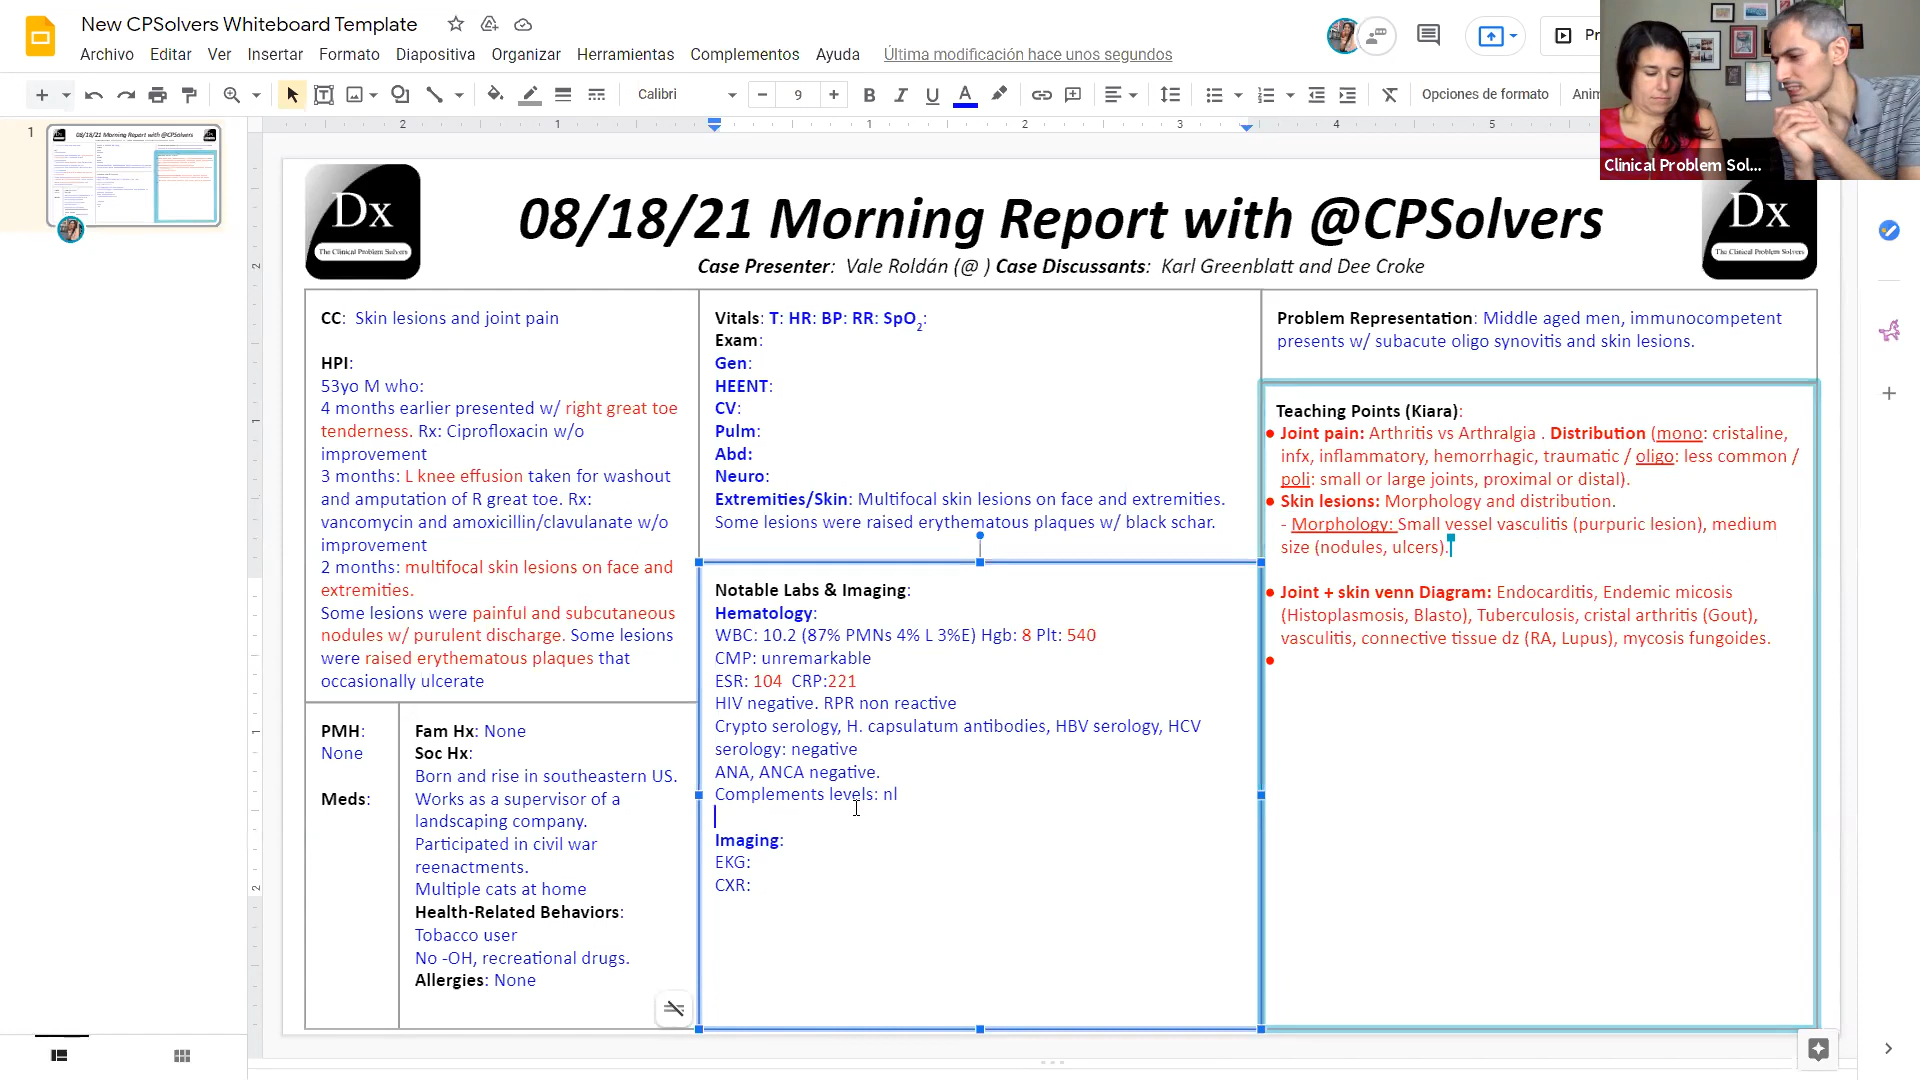 New CPSolvers Whiteboard Template
Archivo Editar Ver Insertar Formato Diapositiva Organizar Herramientas Complementos Ayuda Última modificación hace unos segundos
Calibri 9 Opciones de formato
Clinical Problem Sol...
1
Dx
The Clinical Problem Solvers
08/18/21 Morning Report with @CPSolvers
Case Presenter: Vale Roldán (@ ) Case Discussants: Karl Greenblatt and Dee Croke
Dx
The Clinical Problem Solvers
CC: Skin lesions and joint pain
HPI:
53yo M who:
4 months earlier presented w/ right great toe
tenderness. Rx: Ciprofloxacin w/o
improvement
3 months: L knee effusion taken for washout
and amputation of R great toe. Rx:
vancomycin and amoxicillin/clavulanate w/o
improvement
2 months: multifocal skin lesions on face and
extremities.
Some lesions were painful and subcutaneous
nodules w/ purulent discharge. Some lesions
were raised erythematous plaques that
occasionally ulcerate
PMH:
None
Meds:
Fam Hx: None
Soc Hx:
Born and rise in southeastern US.
Works as a supervisor of a
landscaping company.
Participated in civil war
reenactments.
Multiple cats at home
Health-Related Behaviors:
Tobacco user
No -OH, recreational drugs.
Allergies: None
Vitals: T: HR: BP: RR: SpO2:
Exam:
Gen:
HEENT:
CV:
Pulm:
Abd:
Neuro:
Extremities/Skin: Multifocal skin lesions on face and extremities.
Some lesions were raised erythematous plaques w/ black schar.
Notable Labs & Imaging:
Hematology:
WBC: 10.2 (87% PMNs 4% L 3%E) Hgb: 8 Plt: 540
CMP: unremarkable
ESR: 104 CRP:221
HIV negative. RPR non reactive
Crypto serology, H. capsulatum antibodies, HBV serology, HCV
serology: negative
ANA, ANCA negative.
Complements levels: nl
Imaging:
EKG:
CXR:
Problem Representation: Middle aged men, immunocompetent
presents w/ subacute oligo synovitis and skin lesions.
Teaching Points (Kiara):
● Joint pain: Arthritis vs Arthralgia . Distribution (mono: cristaline,
infx, inflammatory, hemorrhagic, traumatic / oligo: less common /
poli: small or large joints, proximal or distal).
● Skin lesions: Morphology and distribution.
- Morphology: Small vessel vasculitis (purpuric lesion), medium
size (nodules, ulcers).
● Joint + skin venn Diagram: Endocarditis, Endemic micosis
(Histoplasmosis, Blasto), Tuberculosis, cristal arthritis (Gout),
vasculitis, connective tissue dz (RA, Lupus), mycosis fungoides.
●